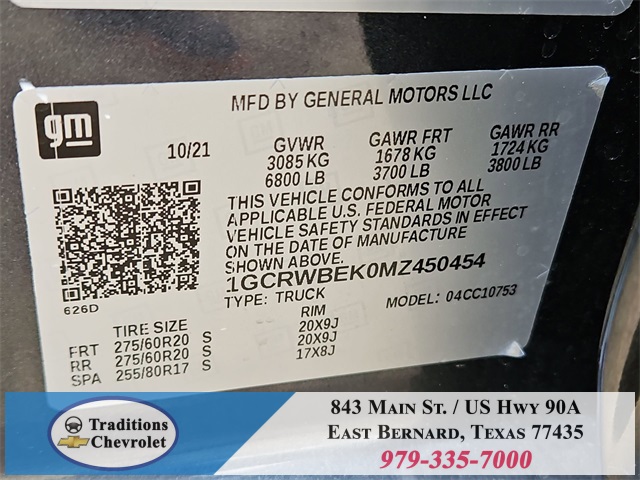 gm
MFD BY GENERAL MOTORS LLC
10/21
GVWR GAWR FRT GAWR RR
3085 KG 1678 KG 1724 KG
6800 LB 3700 LB 3800 LB
THIS VEHICLE CONFORMS TO ALL
APPLICABLE U.S. FEDERAL MOTOR
VEHICLE SAFETY STANDARDS IN EFFECT
ON THE DATE OF MANUFACTURE
1GCRWBEK0MZ450454
626D
TYPE: TRUCK MODEL: 04CC10753
TIRE SIZE RIM
FRT 275/60R20 S 20X9J
RR 275/60R20 S 20X9J
SPA 255/80R17 S 17X8J
Traditions
Chevrolet
843 Main St. / US Hwy 90A
East Bernard, Texas 77435
979-335-7000